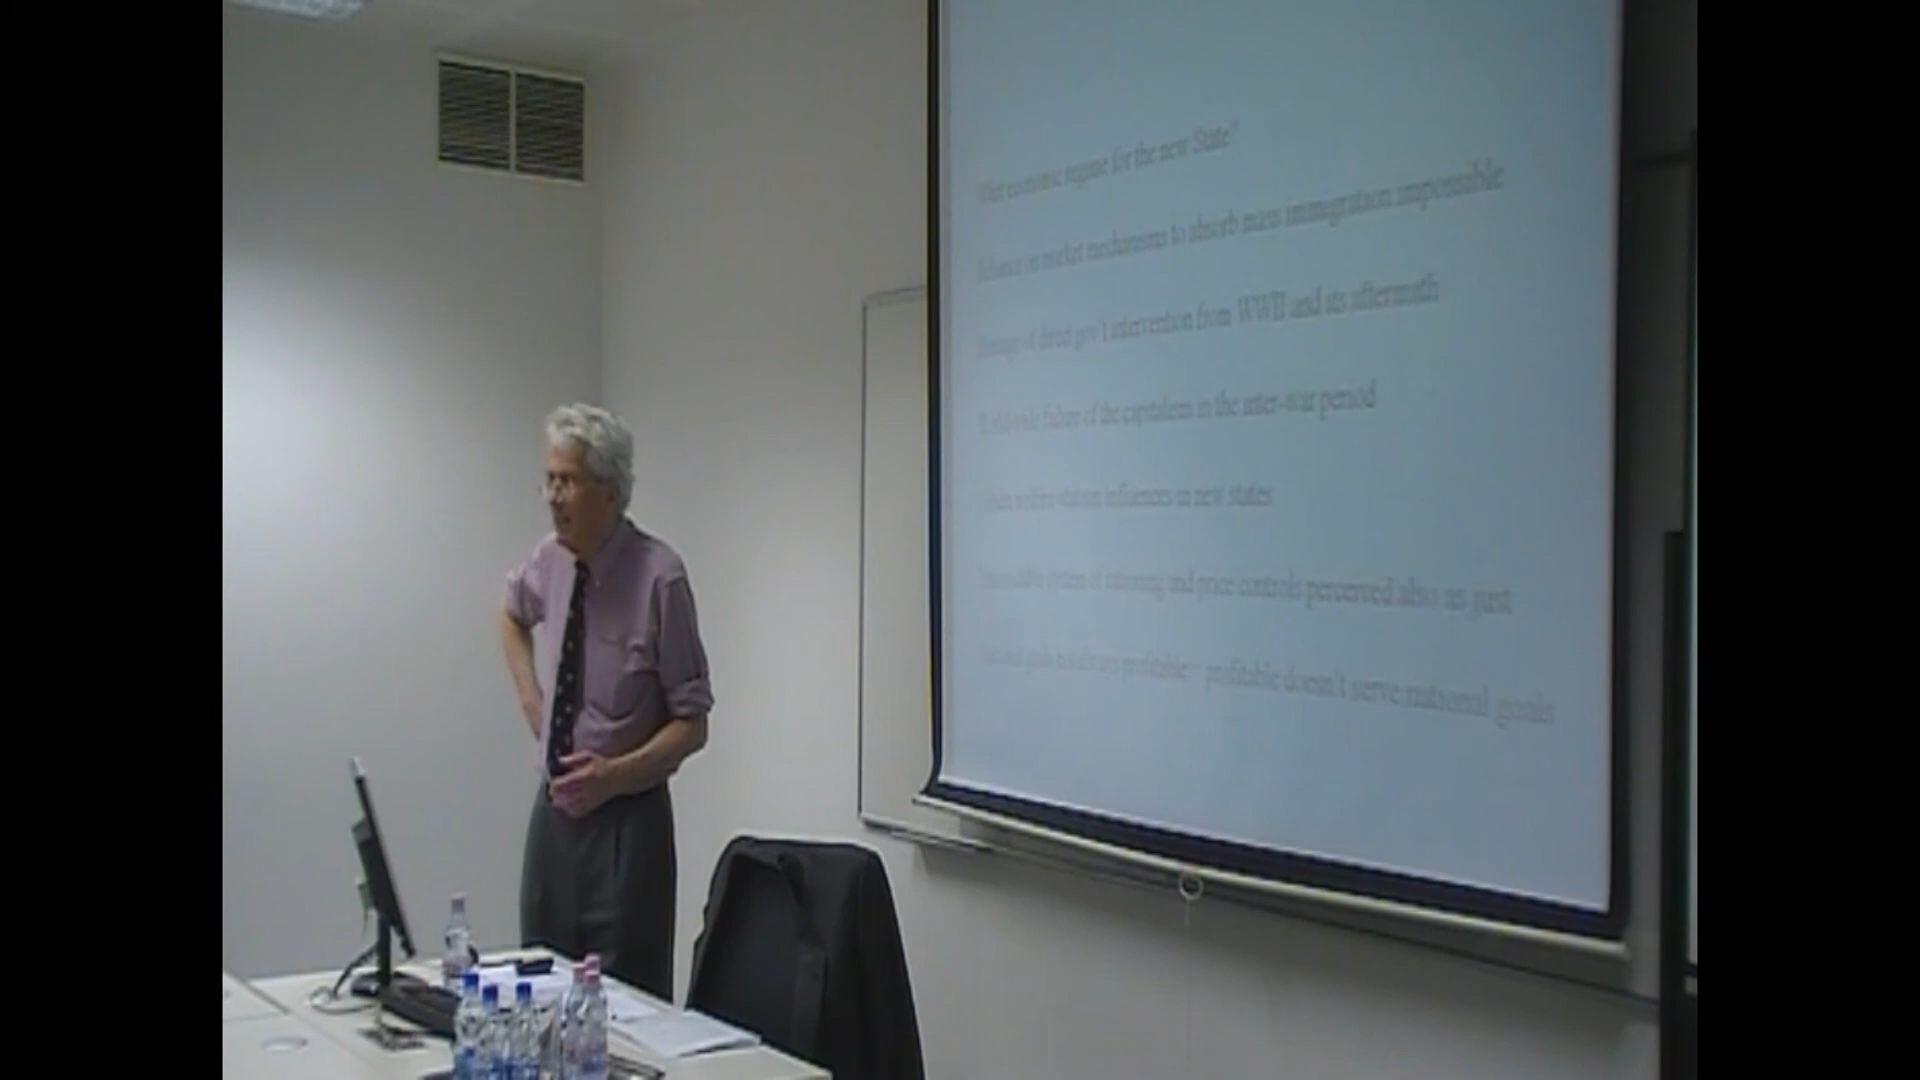 What economic regime for the new State?
Reliance on market mechanisms to absorb mass immigration impossible
of direct gov't intervention from WWII and its aftermath
World-wide failure of the capitalism in the inter-war period
welfare influences in new states
system of rationing and price controls perceived also as just
National goals not always profitable profitable doesn't serve national goals